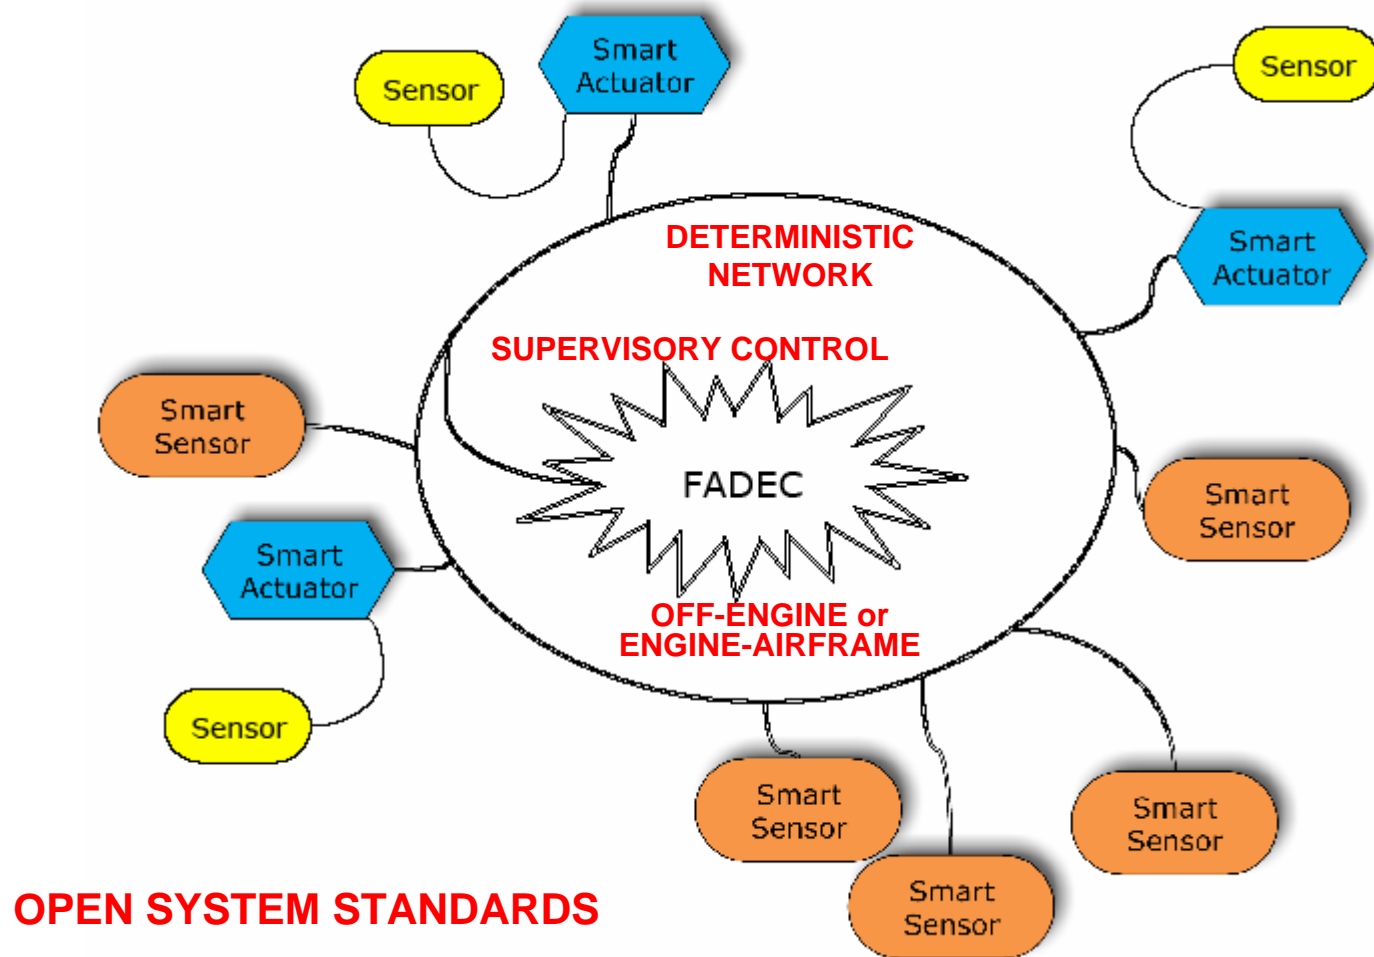 Smart
Actuator
Sensor
Sensor
DETERMINISTIC
NETWORK
Smart
Actuator
SUPERVISORY CONTROL
Smart
Sensor
FADEC
Smart
Sensor
Smart
Actuator
OFF-ENGINE or
ENGINE-AIRFRAME
Sensor
Smart
Sensor
Smart
Sensor
Smart
Sensor
OPEN SYSTEM STANDARDS